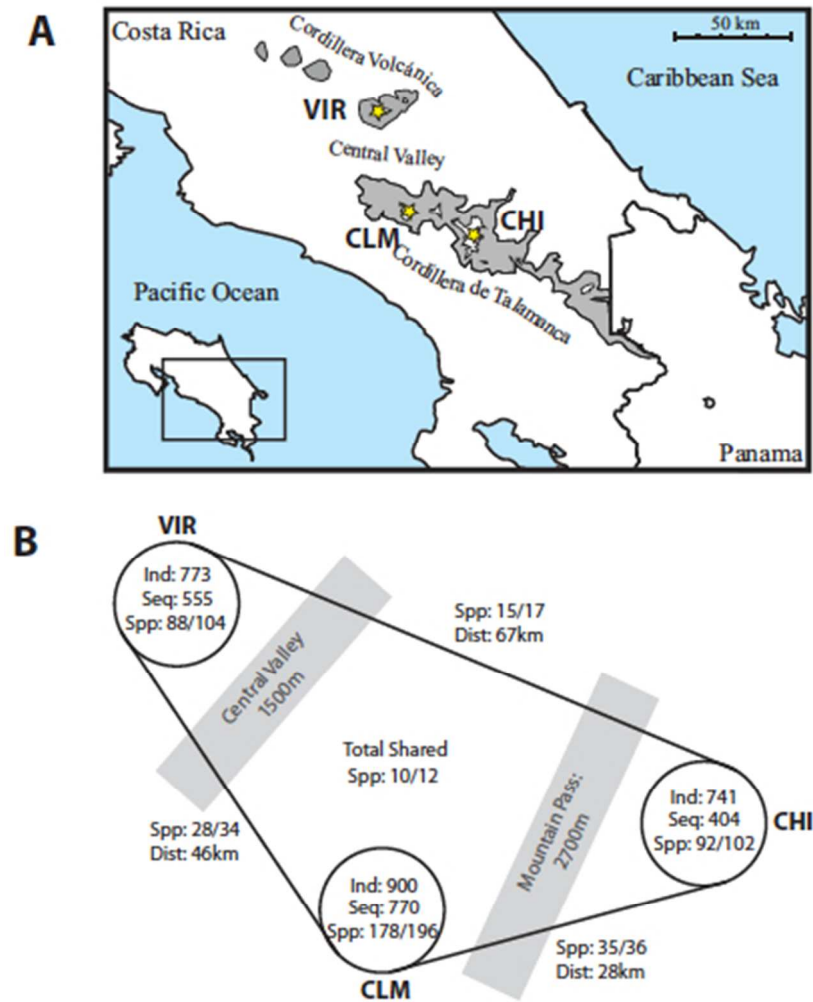 A
Costa Rica
Cordillera Volcánica
50 km
Caribbean Sea
VIR
Central Valley
CLM
CHI
Cordillera de Talamanca
Pacific Ocean
Panama
B
VIR
Ind: 773
Seq: 555
Spp: 88/104
Central Valley
1500m
Spp: 15/17
Dist: 67km
Total Shared
Spp: 10/12
Mountain Pass:
2700m
Ind: 741
Seq: 404
Spp: 92/102
CHI
Spp: 28/34
Dist: 46km
Ind: 900
Seq: 770
Spp: 178/196
CLM
Spp: 35/36
Dist: 28km